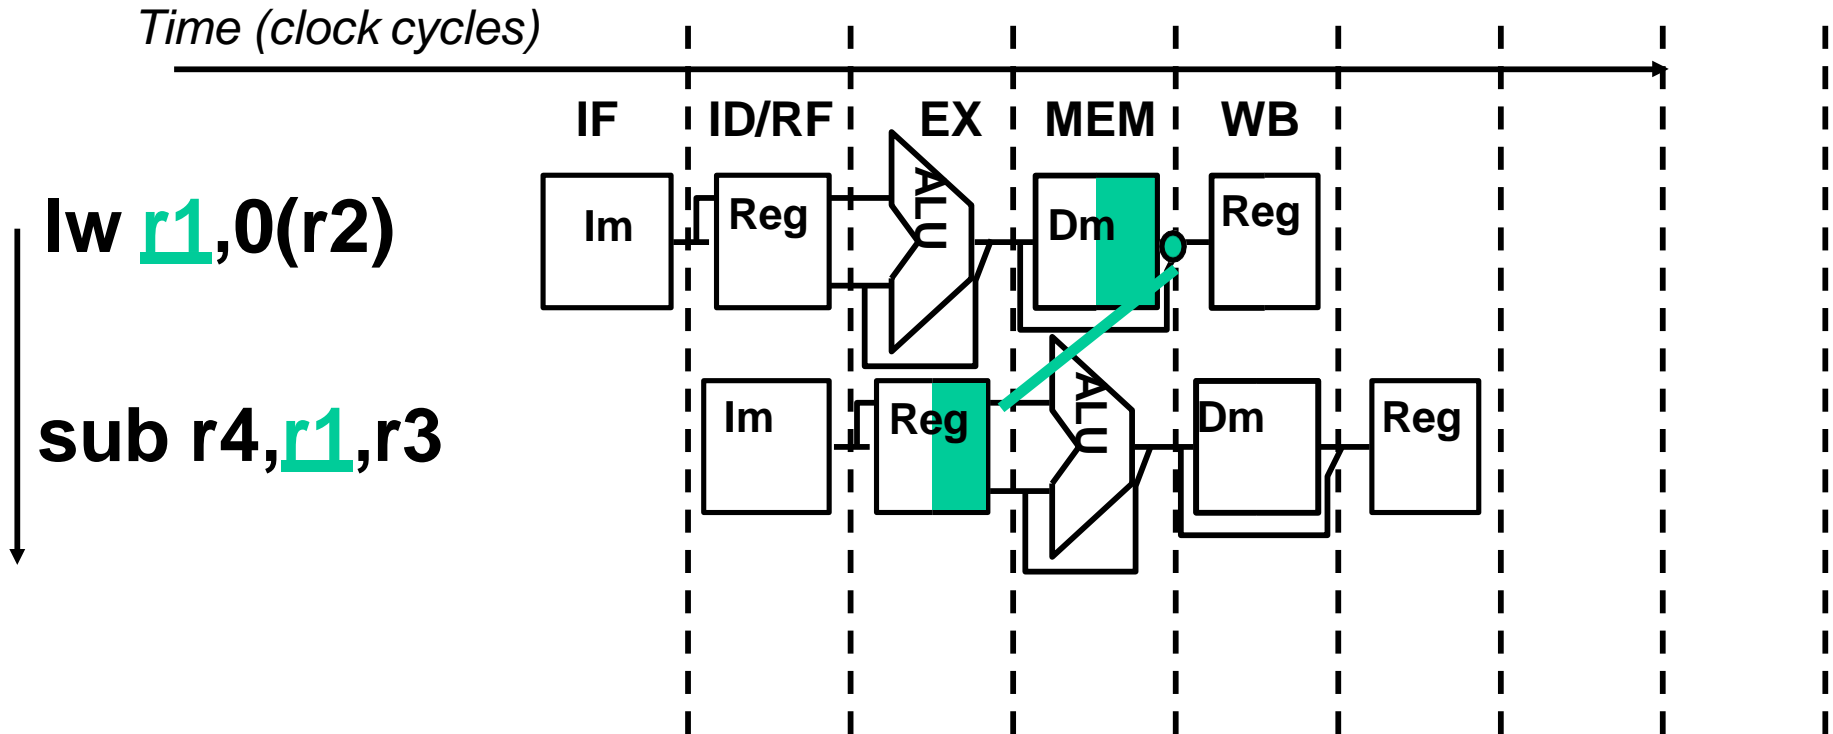 Time (clock cycles)
IF ID/RF EX MEM WB
lw r1,0(r2)
Im Reg ALU Dm Reg
sub r4,r1,r3
Im Reg ALU Dm Reg